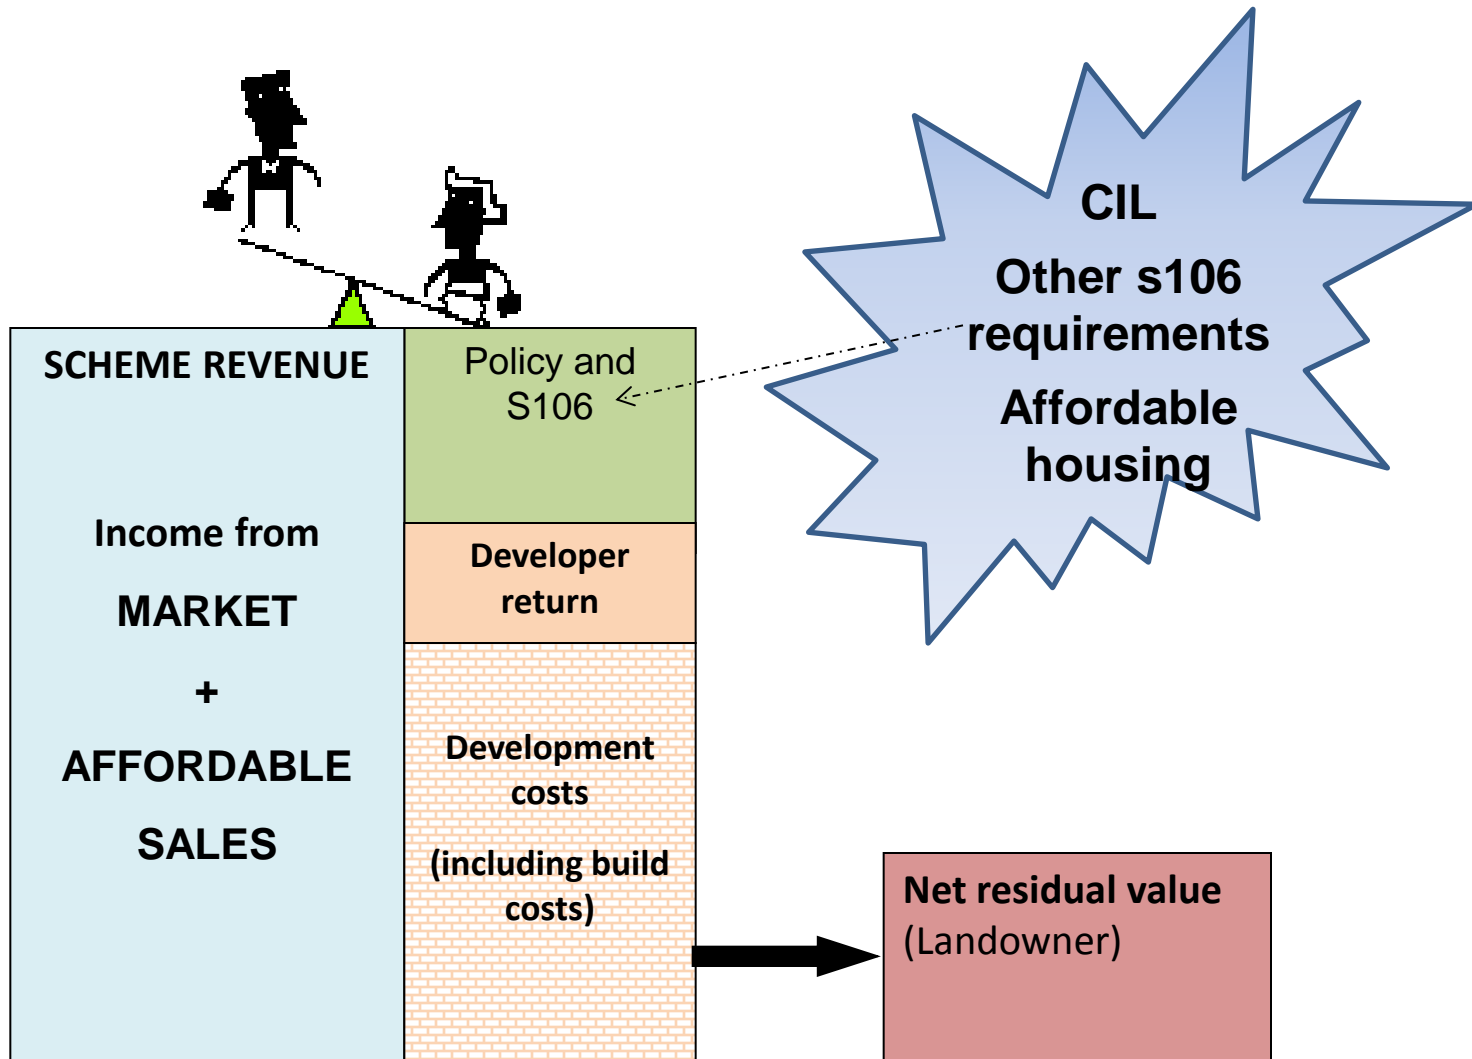 SCHEME REVENUE
Income from
MARKET
+
AFFORDABLE
SALES
Policy and
S106
Developer
return
Development
costs
(including build
costs)
CIL
Other s106
requirements
Affordable
housing
Net residual value
(Landowner)